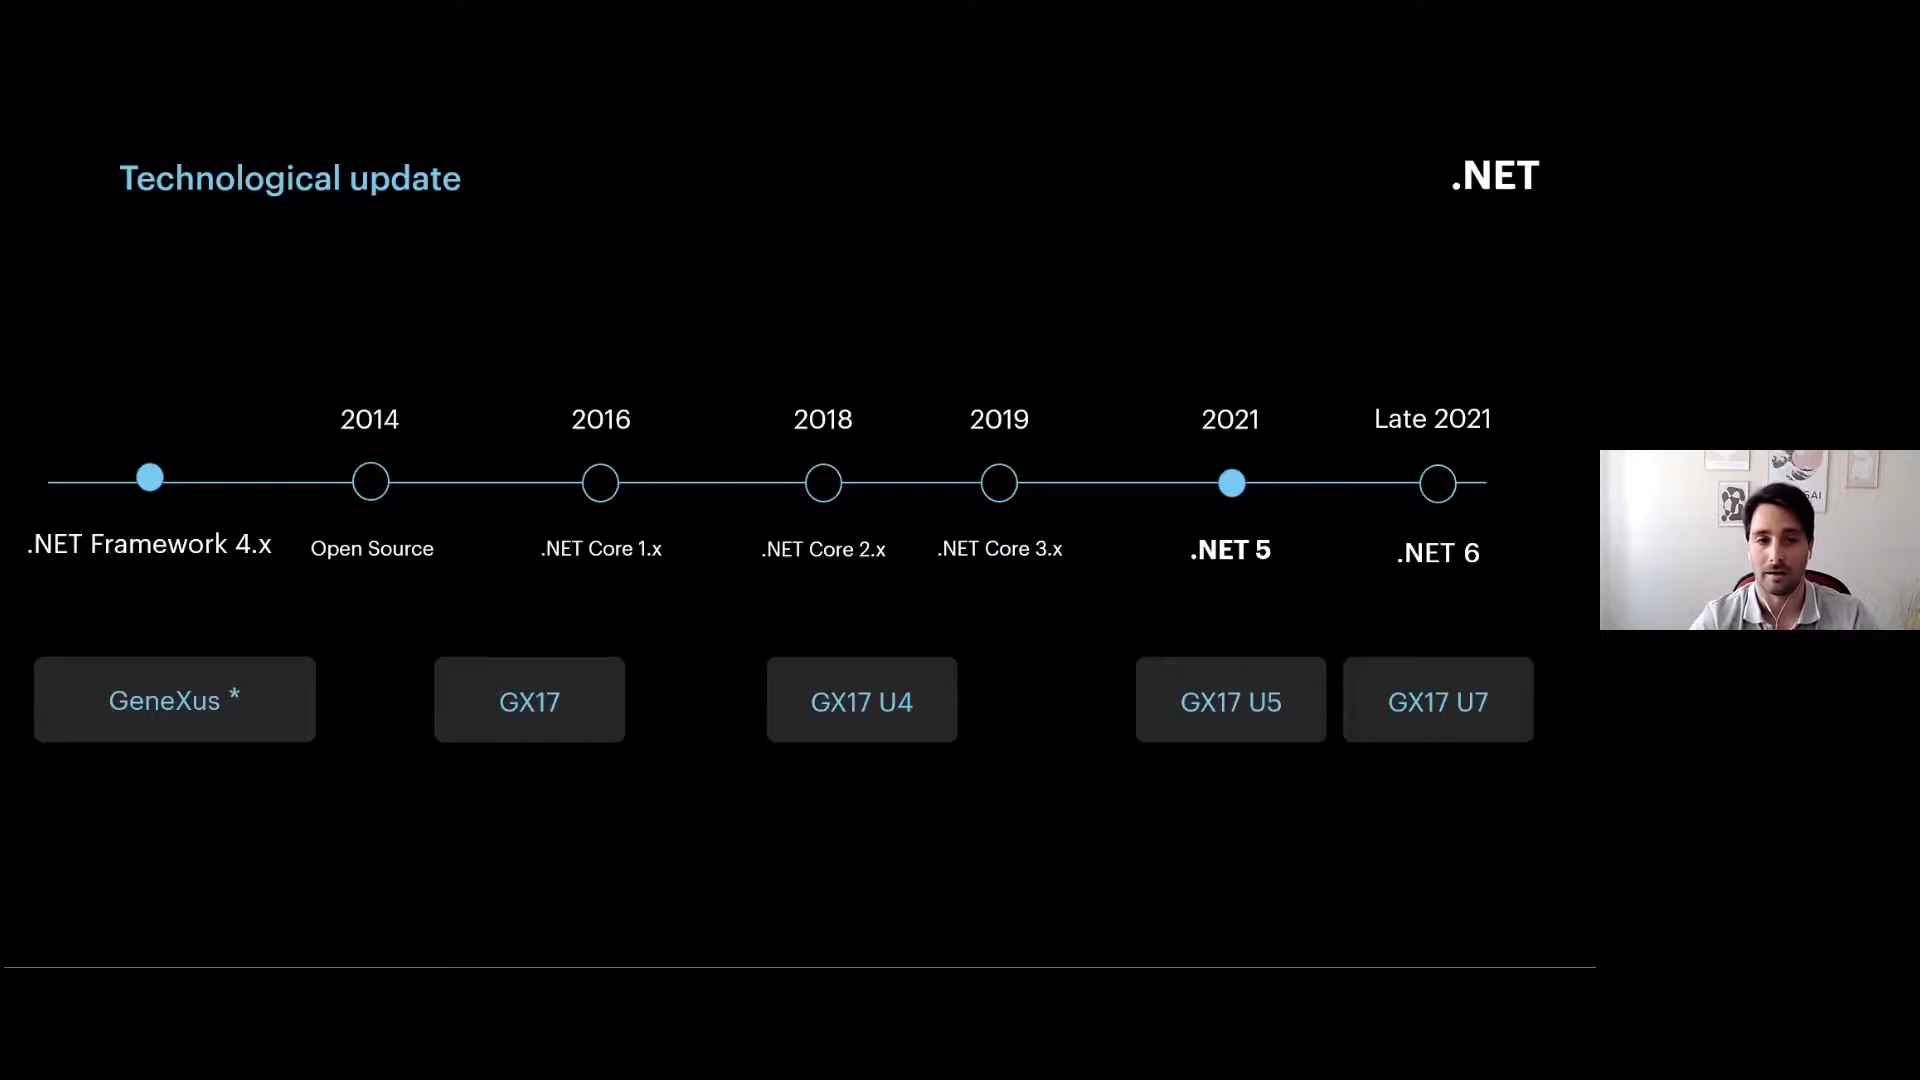 Technological update
.NET
2014
2016
2018
2019
2021
Late 2021
.NET Framework 4.x
Open Source
.NET Core 1.x
.NET Core 2.x
.NET Core 3.x
.NET 5
.NET 6
GeneXus *
GX17
GX17 U4
GX17 U5
GX17 U7